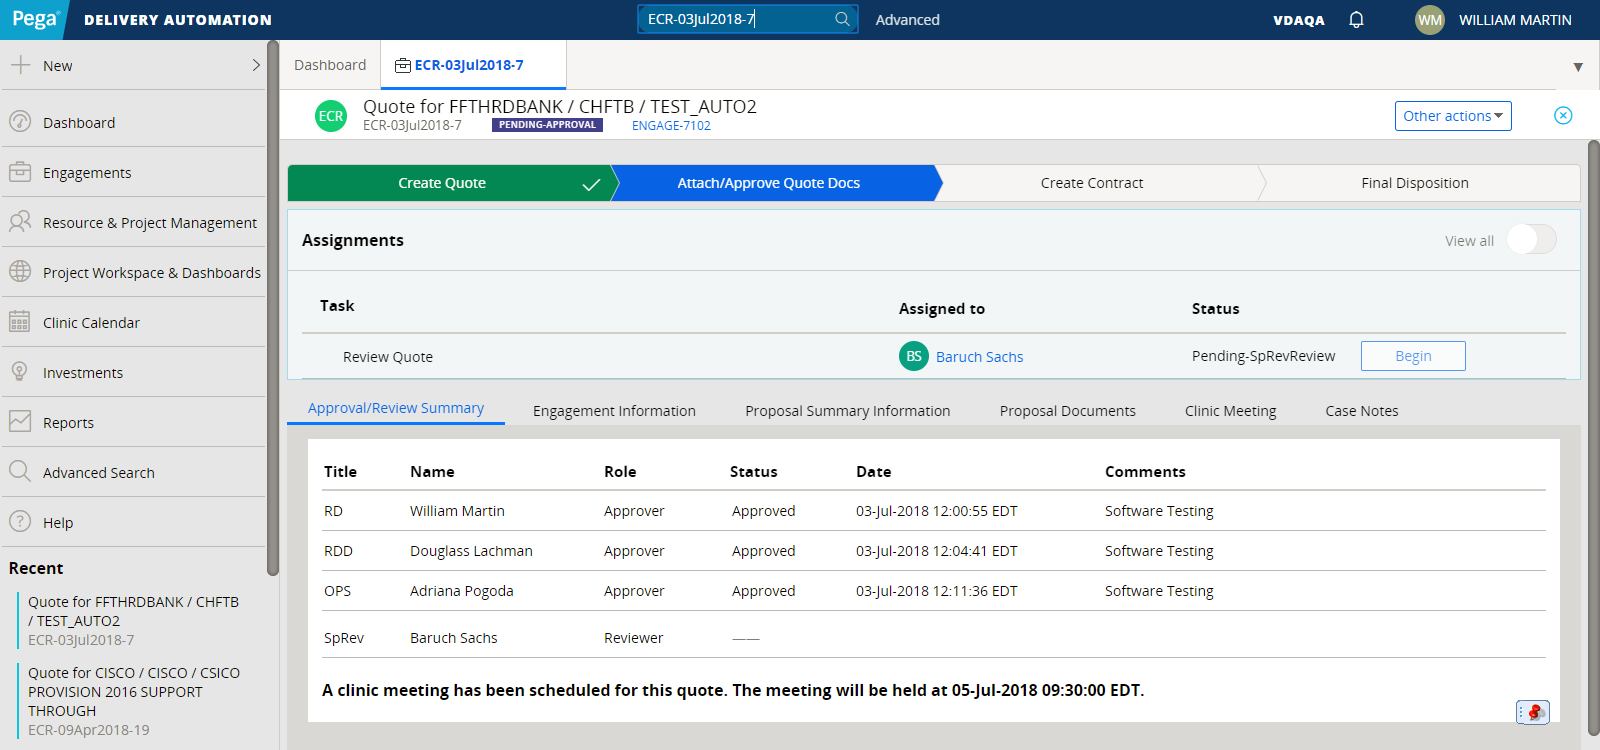 Pega DELIVERY AUTOMATION ECR-03Jul2018-7 Advanced VDAQA WM WILLIAM MARTIN
New
Dashboard
Engagements
Resource & Project Management
Project Workspace & Dashboards
Clinic Calendar
Investments
Reports
Advanced Search
Help
Recent
Quote for FFTHRDBANK / CHFTB
/ TEST_AUTO2
ECR-03Jul2018-7
Quote for CISCO / CISCO / CSICO
PROVISION 2016 SUPPORT
THROUGH
ECR-09Apr2018-19
Dashboard ECR-03Jul2018-7
ECR Quote for FFTHRDBANK / CHFTB / TEST_AUTO2
ECR-03Jul2018-7 PENDING-APPROVAL ENGAGE-7102
Other actions
Create Quote Attach/Approve Quote Docs Create Contract Final Disposition
Assignments View all
Task Assigned to Status
Review Quote BS Baruch Sachs Pending-SpRevReview Begin
Approval/Review Summary Engagement Information Proposal Summary Information Proposal Documents Clinic Meeting Case Notes
Title Name Role Status Date Comments
RD William Martin Approver Approved 03-Jul-2018 12:00:55 EDT Software Testing
RDD Douglass Lachman Approver Approved 03-Jul-2018 12:04:41 EDT Software Testing
OPS Adriana Pogoda Approver Approved 03-Jul-2018 12:11:36 EDT Software Testing
SpRev Baruch Sachs Reviewer ——
A clinic meeting has been scheduled for this quote. The meeting will be held at 05-Jul-2018 09:30:00 EDT.